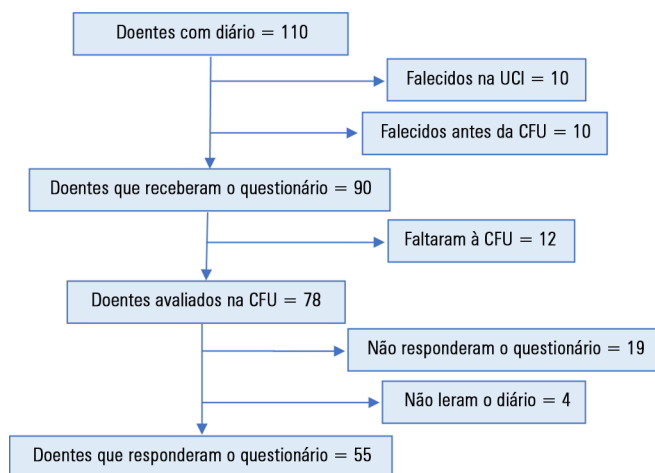 Doentes com diário = 110
Falecidos na UCI = 10
Falecidos antes da CFU = 10
Doentes que receberam o questionário = 90
Faltaram à CFU = 12
Doentes avaliados na CFU = 78
Não responderam o questionário = 19
Não leram o diário = 4
Doentes que responderam o questionário = 55